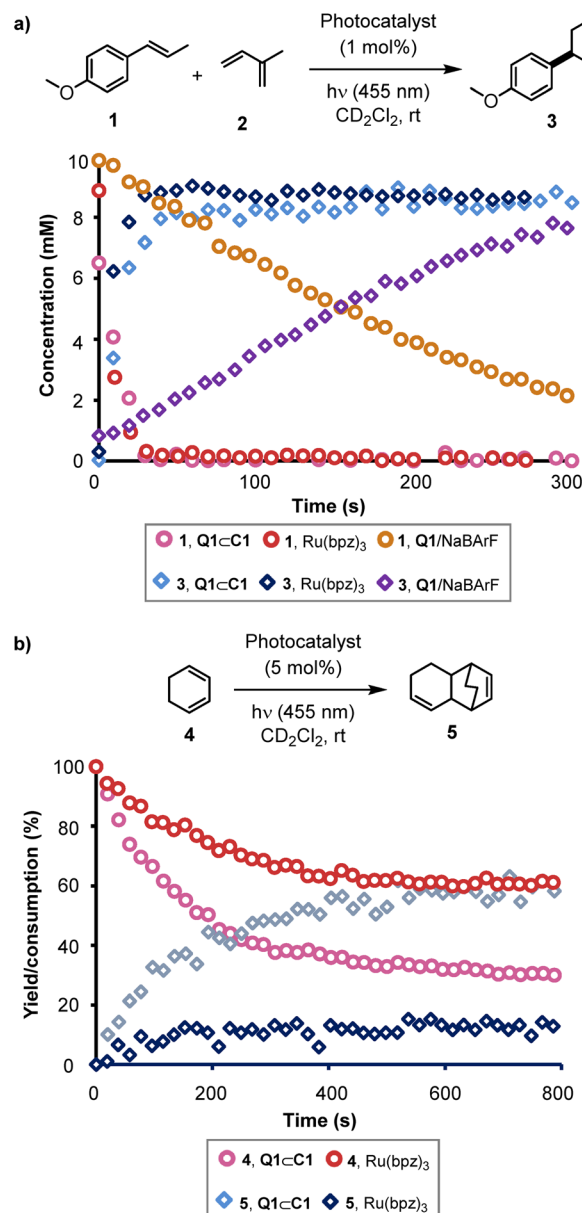 a)
Photocatalyst
(1 mol%)
O
+
hν (455 nm)
CD₂Cl₂, rt
O
1
2
3
10
8
6
4
2
0
Concentration (mM)
0
100
200
300
Time (s)
1, Q1⊂C1
1, Ru(bpz)₃
1, Q1/NaBArF
3, Q1⊂C1
3, Ru(bpz)₃
3, Q1/NaBArF
b)
Photocatalyst
(5 mol%)
hν (455 nm)
CD₂Cl₂, rt
4
5
100
80
60
40
20
0
Yield/consumption (%)
0
200
400
600
800
Time (s)
4, Q1⊂C1
4, Ru(bpz)₃
5, Q1⊂C1
5, Ru(bpz)₃